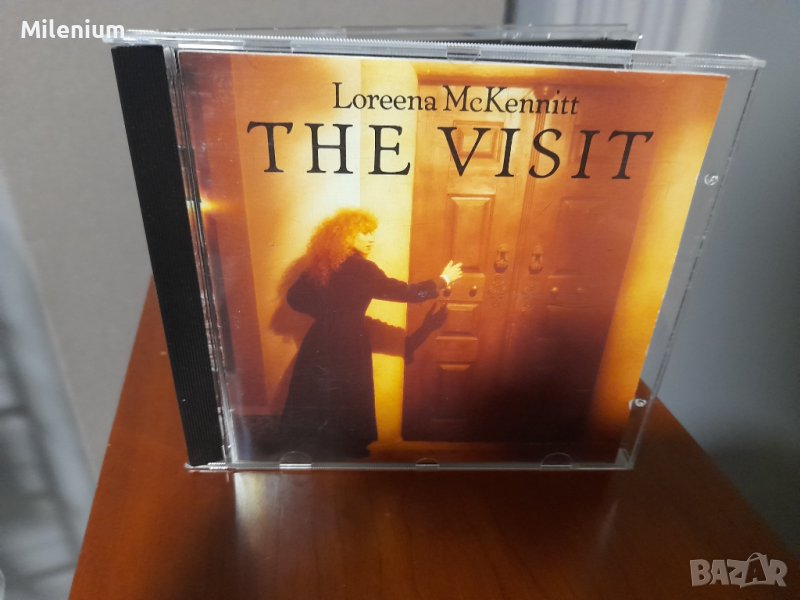 Milenium
Loreena McKennitt
THE VISIT
BAZAR